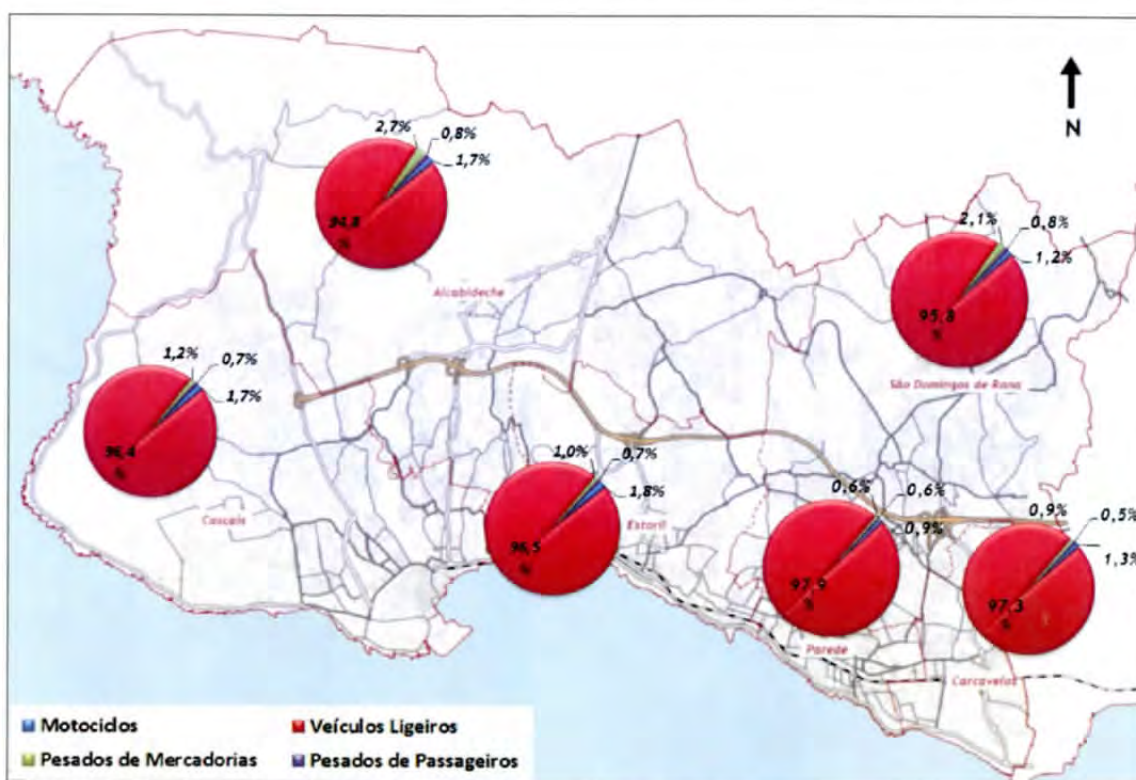 2,7%
0,8%
1,7%
94,8
%
N
2,1%
0,8%
1,2%
95,8
%
Alcabideche
São Domingos de Rana
1,2%
0,7%
1,7%
96,4
%
Cascais
1,0%
0,7%
1,8%
96,5
%
Estoril
0,6%
0,6%
0,9%
97,9
%
Parede
0,9%
0,5%
1,3%
97,3
%
Carcavelos
Motociclos
Veículos Ligeiros
Pesados de Mercadorias
Pesados de Passageiros